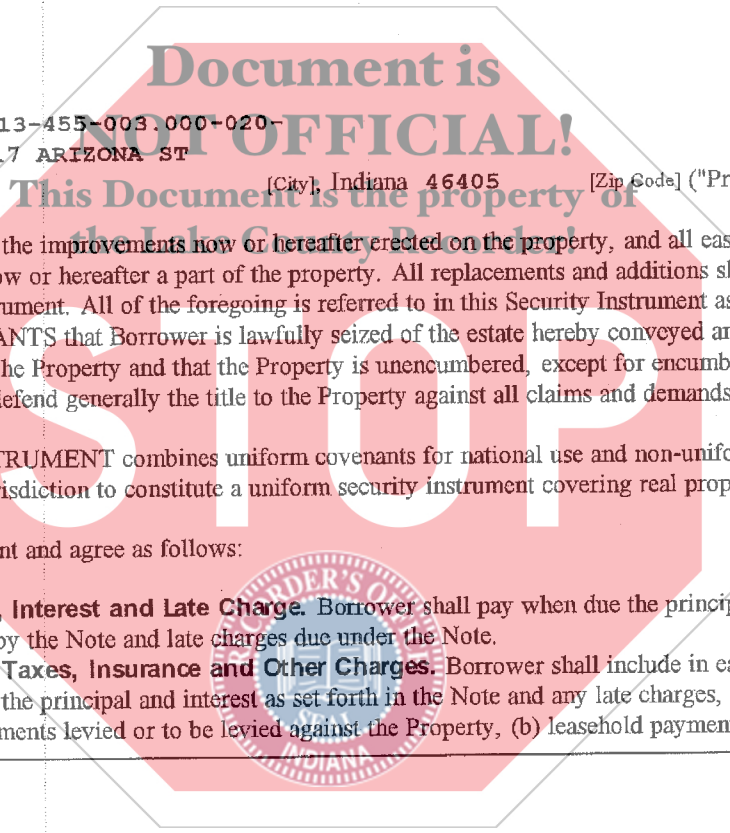 Document is
13-455-003.000-020-
NOT OFFICIAL!
7 ARIZONA ST
[City], Indiana 46405 [Zip Code] ("Pr
This Document is the property of
the Lake County Recorder!
the improvements now or hereafter erected on the property, and all eas
ow or hereafter a part of the property. All replacements and additions sl
rument. All of the foregoing is referred to in this Security Instrument as
ANTS that Borrower is lawfully seized of the estate hereby conveyed ar
he Property and that the Property is unencumbered, except for encumb
defend generally the title to the Property against all claims and demands
STOP
TRUMENT combines uniform covenants for national use and non-unifo
risdiction to constitute a uniform security instrument covering real prop
nt and agree as follows:
, Interest and Late Charge. Borrower shall pay when due the princip
by the Note and late charges due under the Note.
Taxes, Insurance and Other Charges. Borrower shall include in ea
the principal and interest as set forth in the Note and any late charges,
ments levied or to be levied against the Property, (b) leasehold paymen
RECORDER'S OFFICE
SEAL
INDIANA